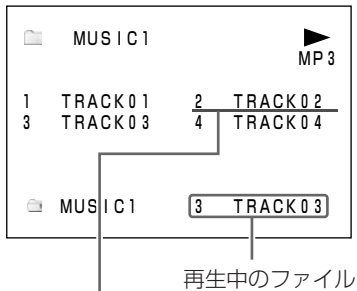 MUSIC1
MP3
1 TRACK01 2 TRACK02
3 TRACK03 4 TRACK04
MUSIC1 3 TRACK03
再生中のファイル